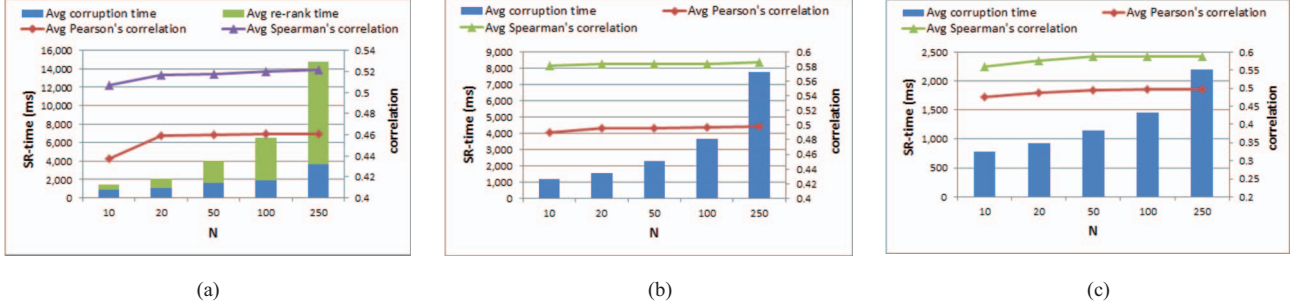 Avg corruption time Avg re-rank time
Avg Pearson's correlation Avg Spearman's correlation
16,000 0.54
14,000
12,000 0.52
10,000 0.5
8,000 0.48
6,000 0.46
4,000 0.44
2,000 0.42
0 0.4
SR-time (ms)
correlation
10 20 50 100 250
N
(a)
Avg corruption time Avg Pearson's correlation
Avg Spearman's correlation
9,000 0.6
8,000 0.58
7,000 0.56
6,000 0.54
5,000 0.52
4,000 0.5
3,000 0.48
2,000 0.46
1,000 0.44
0.42
0 0.4
SR-time (ms)
correlation
10 20 50 100 250
N
(b)
Avg corruption time Avg Pearson's correlation
Avg Spearman's correlation
2,500 0.6
0.55
2,000 0.5
1,500 0.45
0.4
1,000 0.35
500 0.3
0.25
0 0.2
SR-time (ms)
correlation
10 20 50 100 250
N
(c)